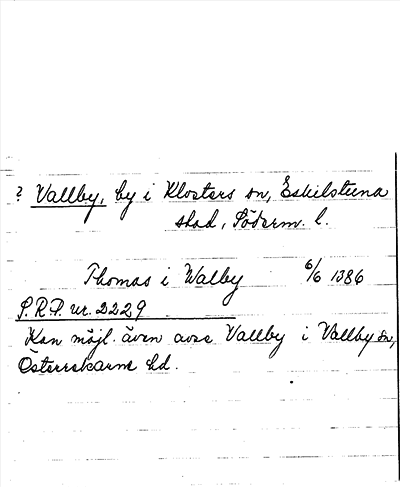 ? Vallby, by i Klosters sn, Eskilstuna
stad, Söderm. l.
Thomas i Walby 6/6 1386
S.R.P. nr. 2229
Kan möjl. även avse Vallby i Vallby sn,
Österrekarne hd.